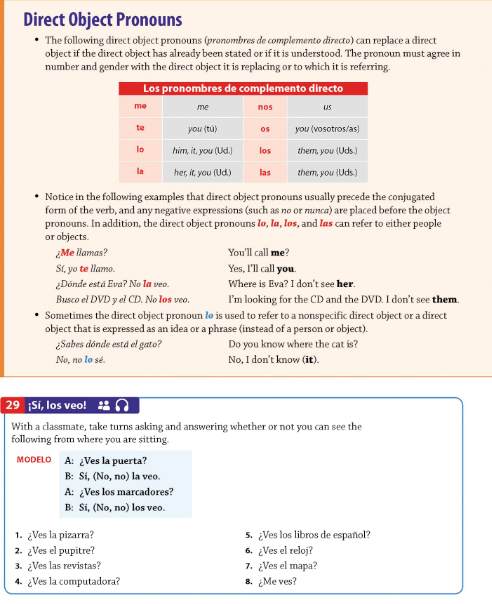 Direct Object Pronouns
• The following direct object pronouns (pronombres de complemento directo) can replace a direct
object if the direct object has already been stated or if it is understood. The pronoun must agree in
number and gender with the direct object it is replacing or to which it is referring.
Los pronombres de complemento directo
me me nos us
te you (tú) os you (vosotros/as)
lo him, it, you (Ud.) los them, you (Uds.)
la her, it, you (Ud.) las them, you (Uds.)
• Notice in the following examples that direct object pronouns usually precede the conjugated
form of the verb, and any negative expressions (such as no or nunca) are placed before the object
pronouns. In addition, the direct object pronouns lo, la, los, and las can refer to either people
or objects.
¿Me llamas? You'll call me?
Sí, yo te llamo. Yes, I'll call you.
¿Dónde está Eva? No la veo. Where is Eva? I don't see her.
Busco el DVD y el CD. No los veo. I'm looking for the CD and the DVD. I don't see them.
• Sometimes the direct object pronoun lo is used to refer to a nonspecific direct object or a direct
object that is expressed as an idea or a phrase (instead of a person or object).
¿Sabes dónde está el gato? Do you know where the cat is?
No, no lo sé. No, I don't know (it).
29 ¡Sí, los veo!
With a classmate, take turns asking and answering whether or not you can see the
following from where you are sitting.
MODELO A: ¿Ves la puerta?
B: Sí, (No, no) la veo.
A: ¿Ves los marcadores?
B: Sí, (No, no) los veo.
1. ¿Ves la pizarra?
2. ¿Ves el pupitre?
3. ¿Ves las revistas?
4. ¿Ves la computadora?
5. ¿Ves los libros de español?
6. ¿Ves el reloj?
7. ¿Ves el mapa?
8. ¿Me ves?